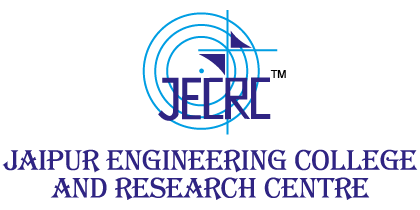 JECRC™
JAIPUR ENGINEERING COLLEGE
AND RESEARCH CENTRE